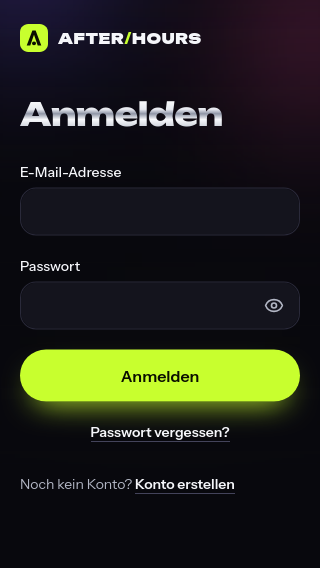 AFTER/HOURS
Anmelden
E-Mail-Adresse
Passwort
Anmelden
Passwort vergessen?
Noch kein Konto? Konto erstellen